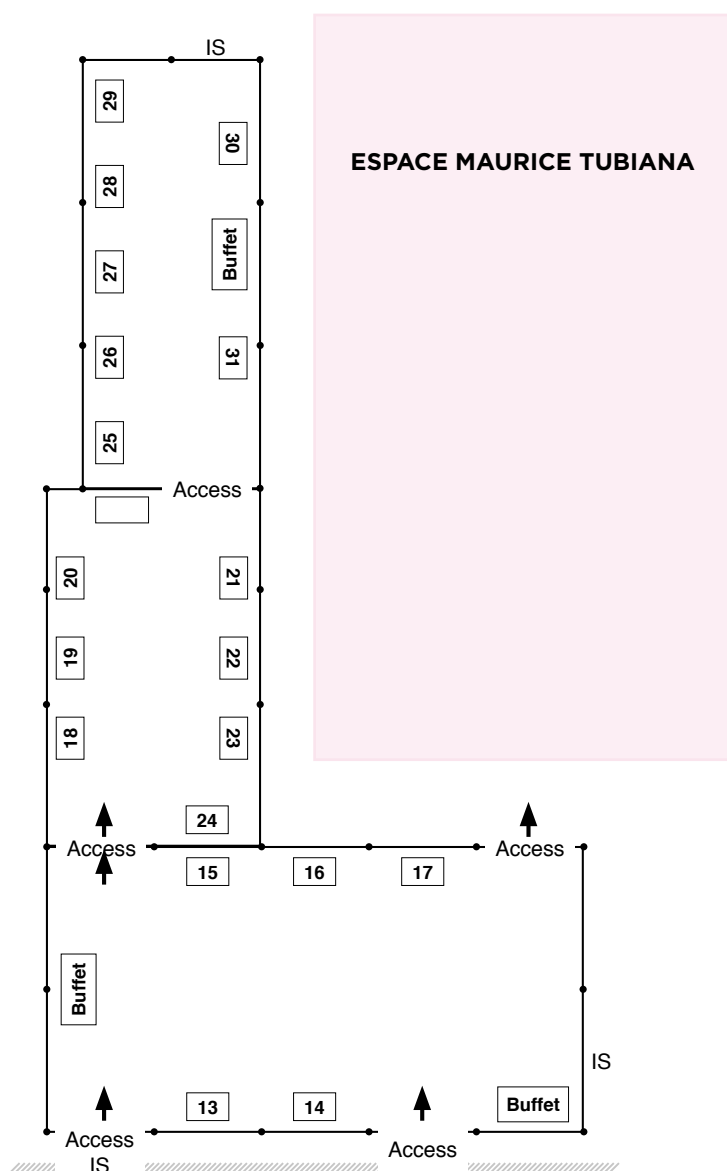 IS
29
30
ESPACE MAURICE TUBIANA
28
Buffet
27
26
31
25
Access
20
21
19
22
18
23
24
Access
Access
15
16
17
Buffet
IS
13
14
Buffet
Access
IS
Access